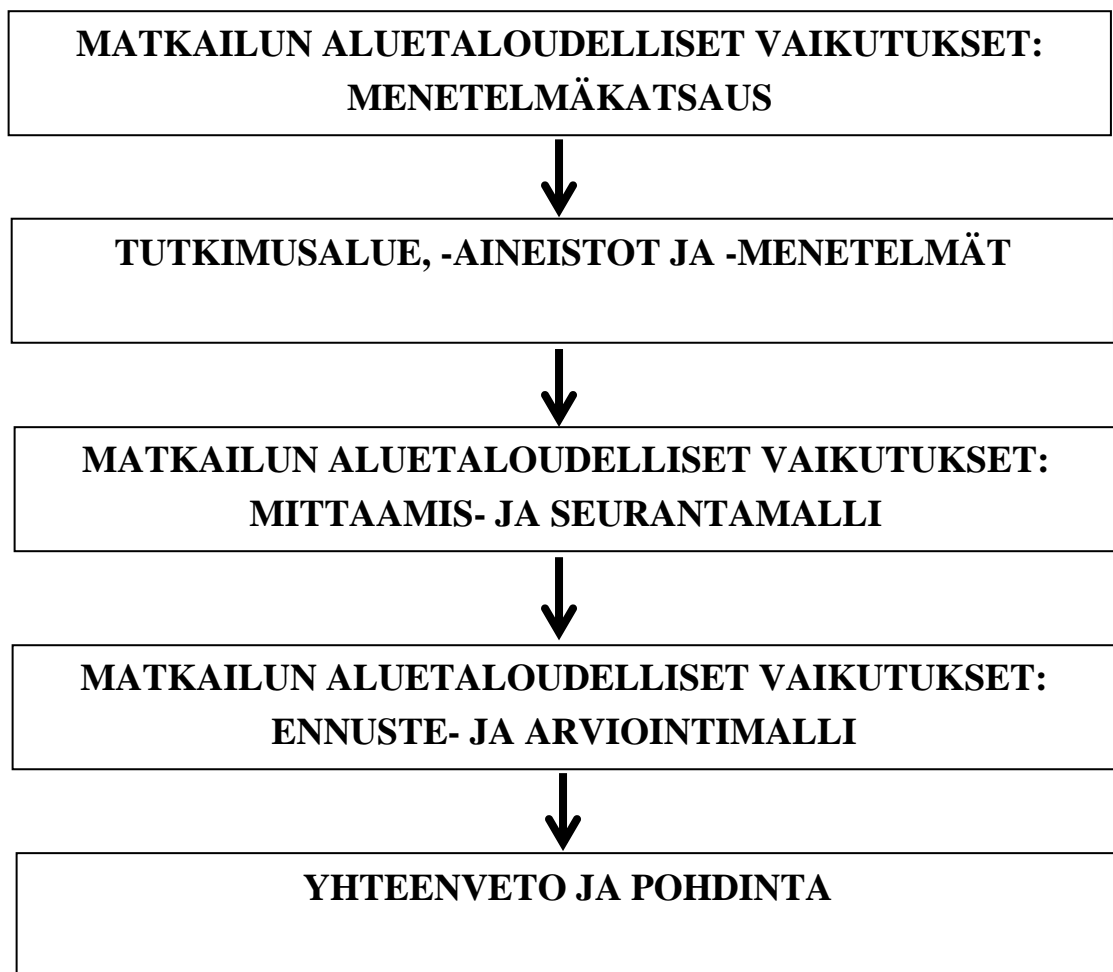 MATKAILUN ALUETALOUDELLISET VAIKUTUKSET:
MENETELMÄKATSAUS
TUTKIMUSALUE, -AINEISTOT JA -MENETELMÄT
MATKAILUN ALUETALOUDELLISET VAIKUTUKSET:
MITTAAMIS- JA SEURANTAMALLI
MATKAILUN ALUETALOUDELLISET VAIKUTUKSET:
ENNUSTE- JA ARVIOINTIMALLI
YHTEENVETO JA POHDINTA